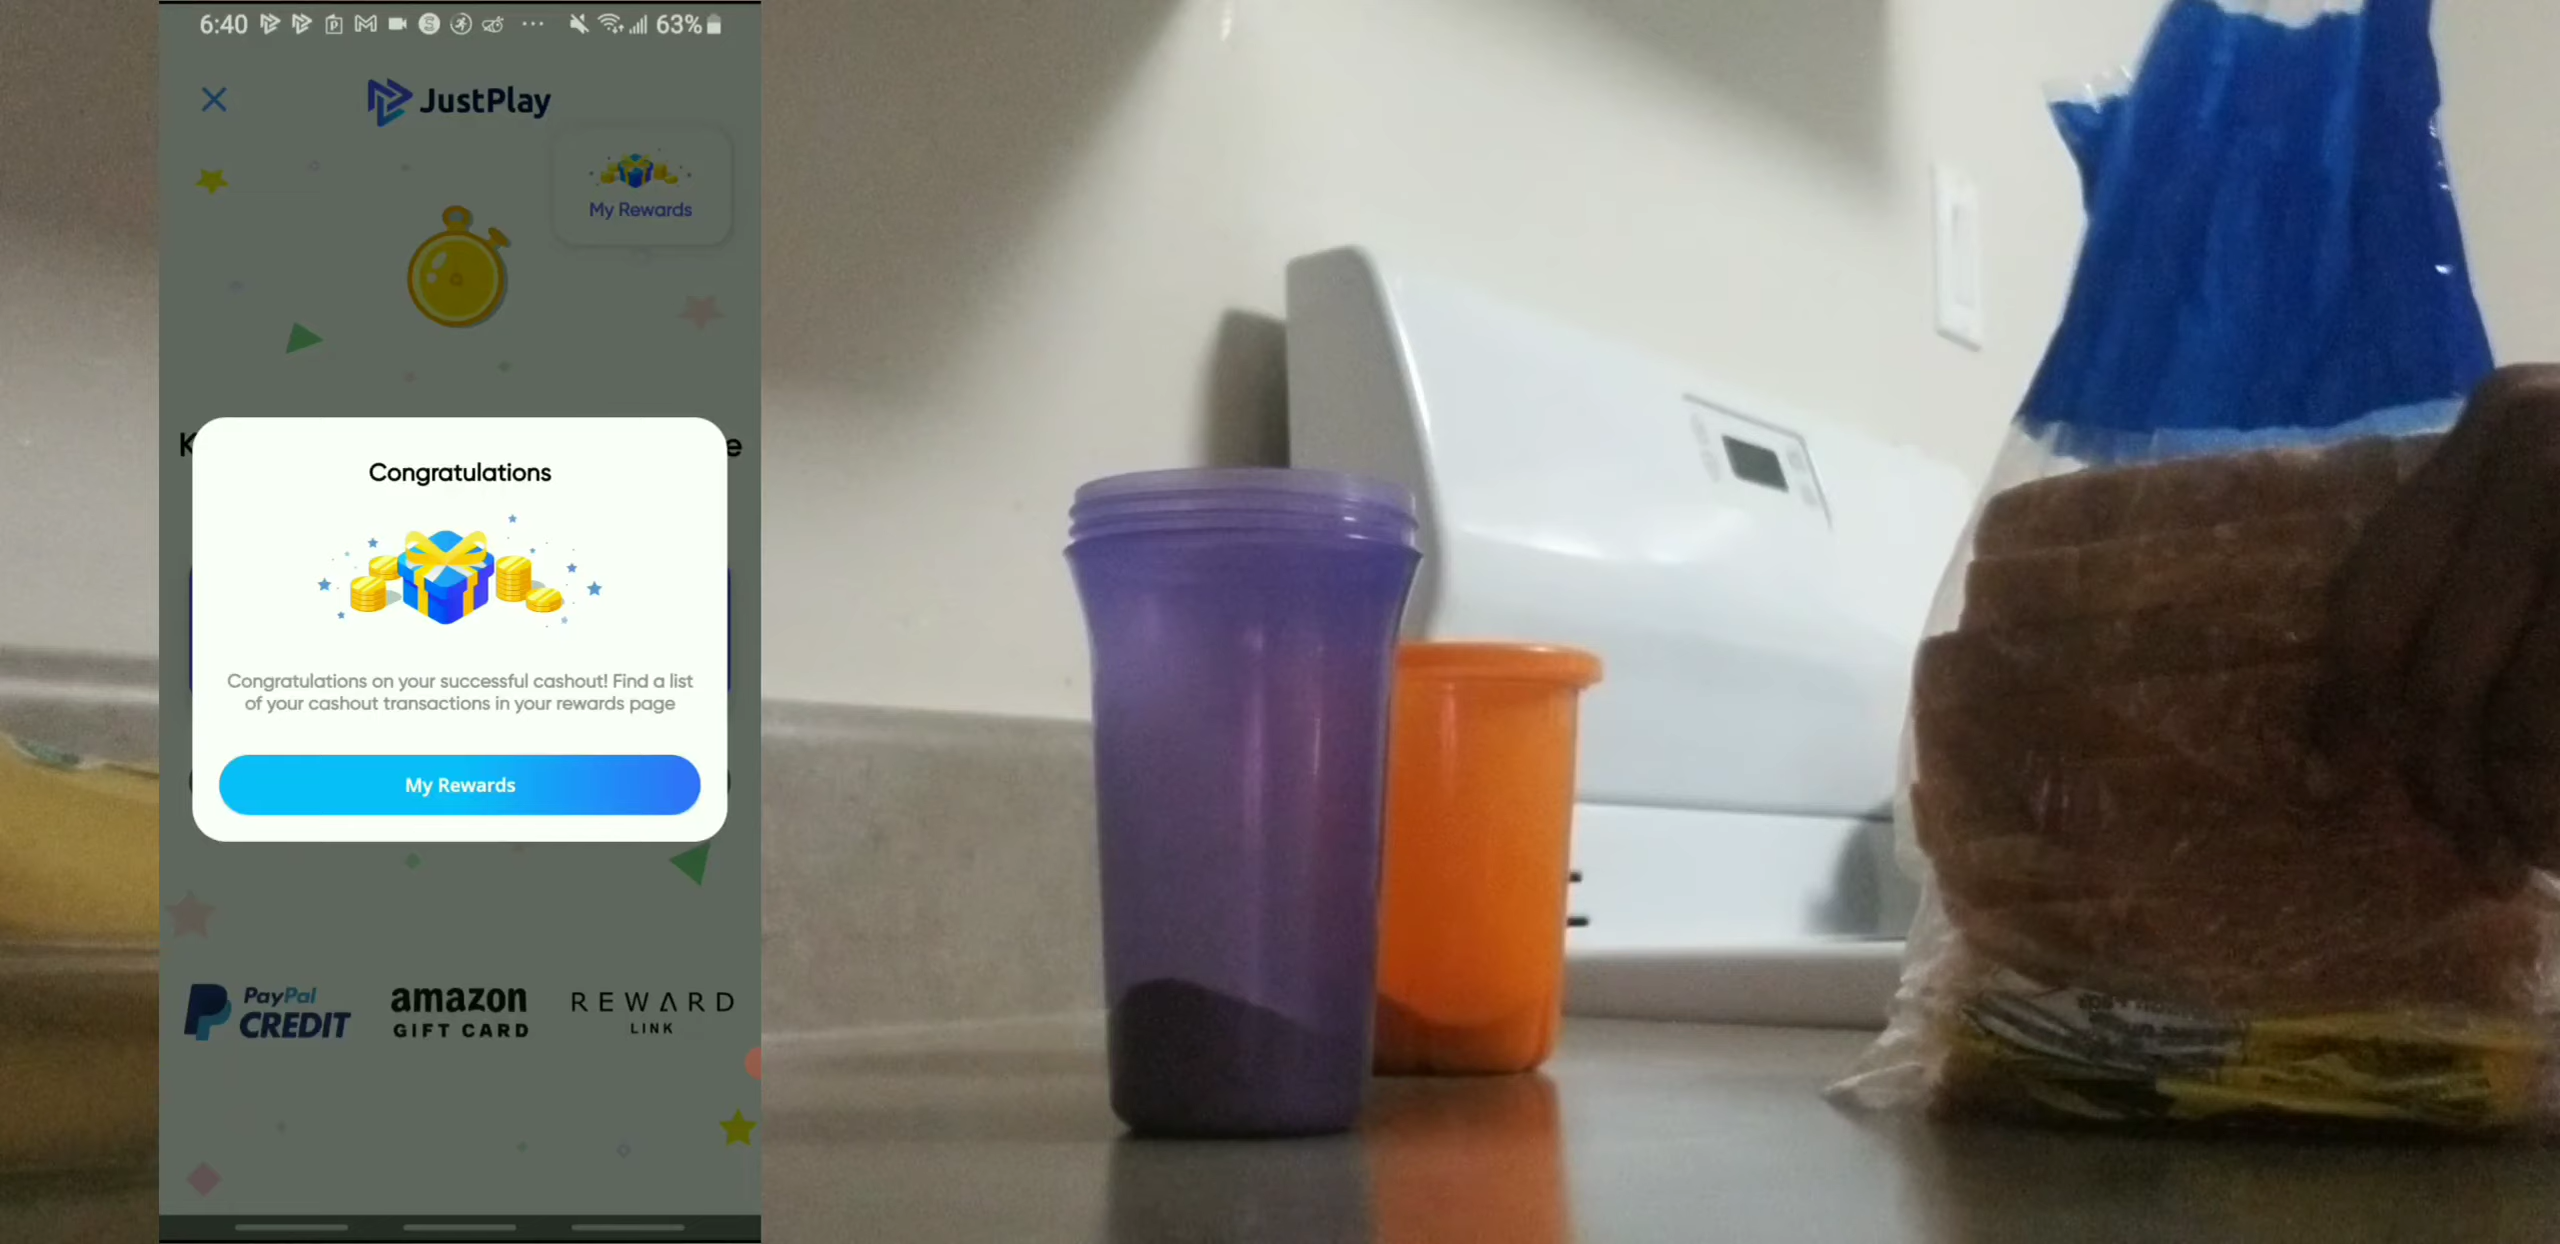 6:40
63%
JustPlay
My Rewards
K
e
Congratulations
Congratulations on your successful cashout! Find a list
of your cashout transactions in your rewards page
My Rewards
PayPal
CREDIT
amazon
GIFT CARD
REWARD
LINK